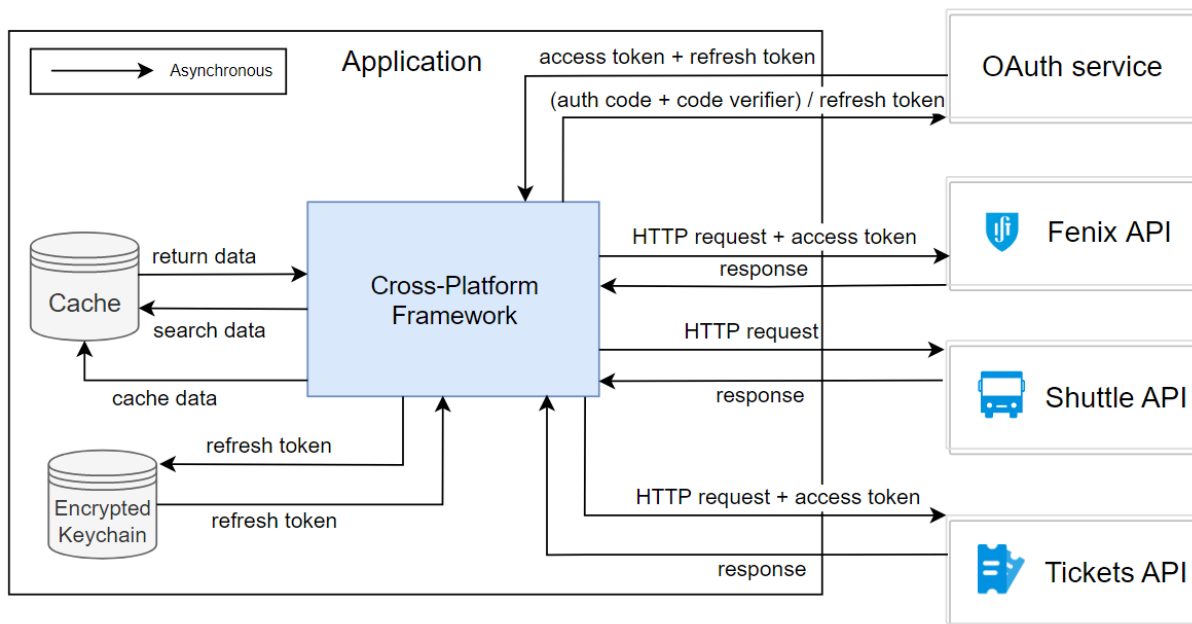 Application
Asynchronous
access token + refresh token
OAuth service
(auth code + code verifier) / refresh token
HTTP request + access token
Fenix API
response
return data
Cross-Platform
Framework
Cache
search data
HTTP request
cache data
response
Shuttle API
refresh token
HTTP request + access token
Encrypted
Keychain
refresh token
response
Tickets API